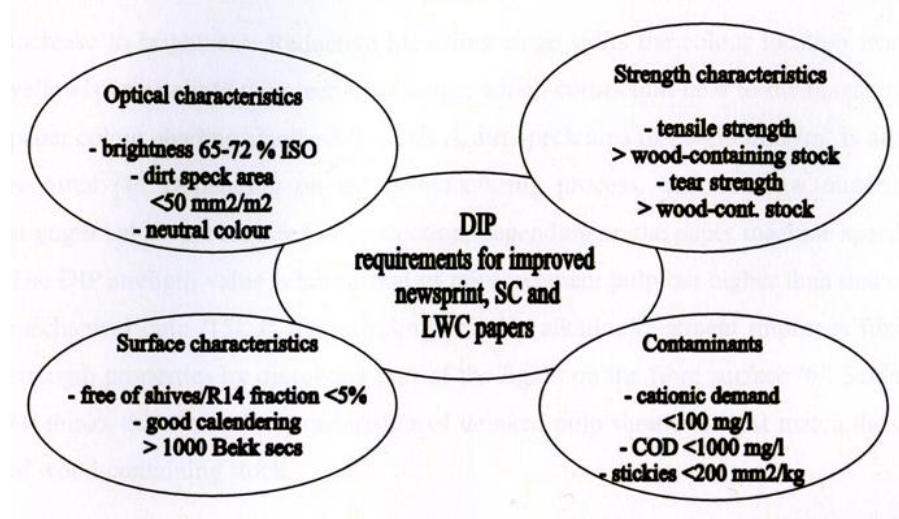 Optical characteristics
- brightness 65-72 % ISO
- dirt speck area
<50 mm2/m2
- neutral colour
Strength characteristics
- tensile strength
> wood-containing stock
- tear strength
> wood-cont. stock
DIP
requirements for improved
newsprint, SC and
LWC papers
Surface characteristics
- free of shives/R14 fraction <5%
- good calendering
> 1000 Bekk secs
Contaminants
- cationic demand
<100 mg/l
- COD <1000 mg/l
- stickies <200 mm2/kg